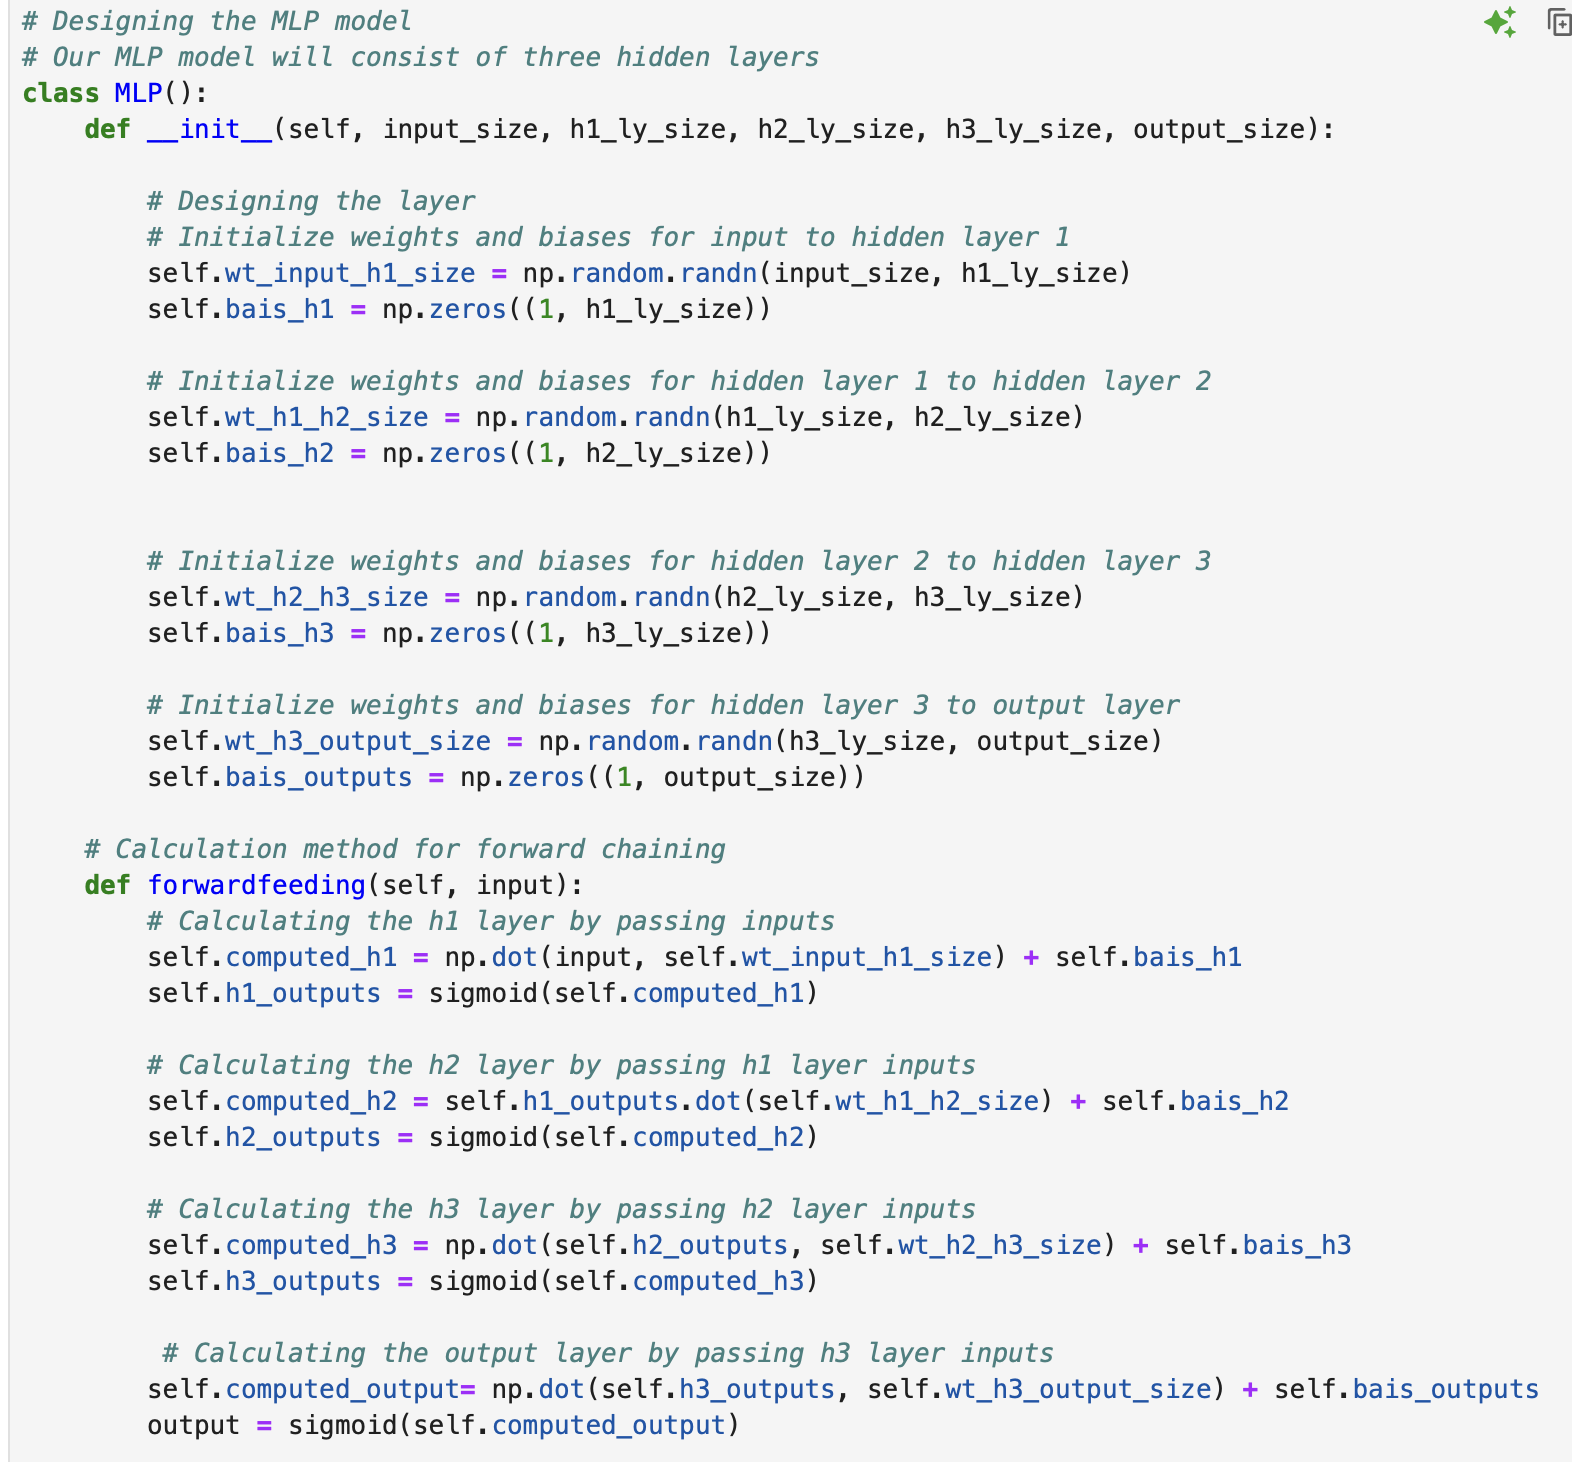 # Designing the MLP model
# Our MLP model will consist of three hidden layers
class MLP():
    def __init__(self, input_size, h1_ly_size, h2_ly_size, h3_ly_size, output_size):

        # Designing the layer
        # Initialize weights and biases for input to hidden layer 1
        self.wt_input_h1_size = np.random.randn(input_size, h1_ly_size)
        self.bais_h1 = np.zeros((1, h1_ly_size))

        # Initialize weights and biases for hidden layer 1 to hidden layer 2
        self.wt_h1_h2_size = np.random.randn(h1_ly_size, h2_ly_size)
        self.bais_h2 = np.zeros((1, h2_ly_size))


        # Initialize weights and biases for hidden layer 2 to hidden layer 3
        self.wt_h2_h3_size = np.random.randn(h2_ly_size, h3_ly_size)
        self.bais_h3 = np.zeros((1, h3_ly_size))

        # Initialize weights and biases for hidden layer 3 to output layer
        self.wt_h3_output_size = np.random.randn(h3_ly_size, output_size)
        self.bais_outputs = np.zeros((1, output_size))

    # Calculation method for forward chaining
    def forwardfeeding(self, input):
        # Calculating the h1 layer by passing inputs
        self.computed_h1 = np.dot(input, self.wt_input_h1_size) + self.bais_h1
        self.h1_outputs = sigmoid(self.computed_h1)

        # Calculating the h2 layer by passing h1 layer inputs
        self.computed_h2 = self.h1_outputs.dot(self.wt_h1_h2_size) + self.bais_h2
        self.h2_outputs = sigmoid(self.computed_h2)

        # Calculating the h3 layer by passing h2 layer inputs
        self.computed_h3 = np.dot(self.h2_outputs, self.wt_h2_h3_size) + self.bais_h3
        self.h3_outputs = sigmoid(self.computed_h3)

         # Calculating the output layer by passing h3 layer inputs
        self.computed_output= np.dot(self.h3_outputs, self.wt_h3_output_size) + self.bais_outputs
        output = sigmoid(self.computed_output)